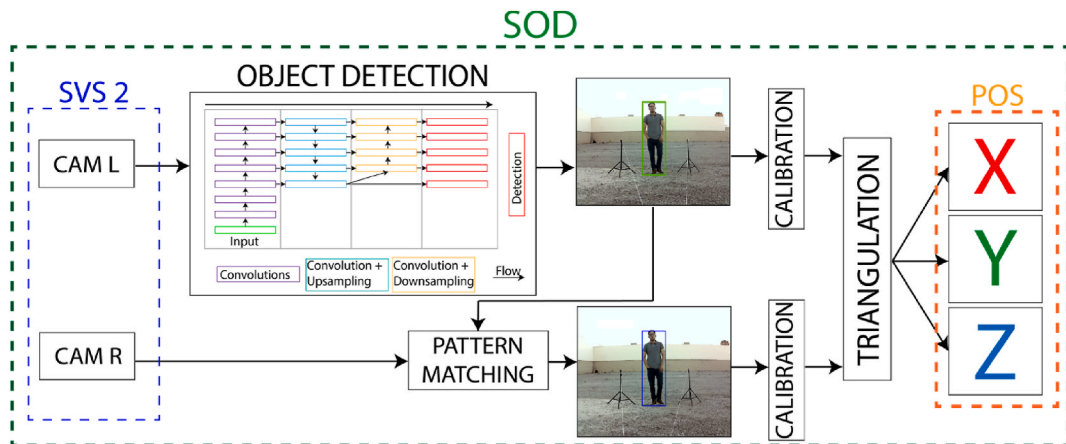 SOD
SVS 2
OBJECT DETECTION
POS
CAM L
Input
Detection
Convolutions
Convolution +
Upsampling
Convolution +
Downsampling
Flow
CALIBRATION
TRIANGULATION
X
Y
Z
CAM R
PATTERN
MATCHING
CALIBRATION